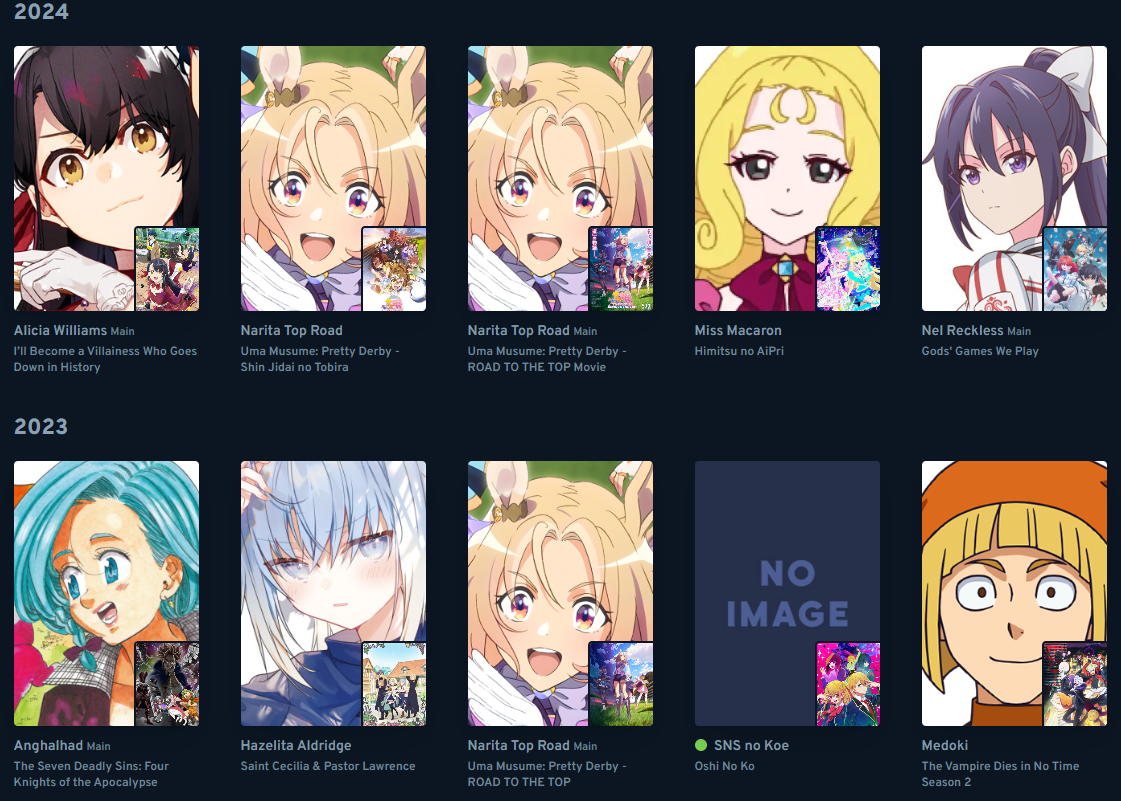 2024
Alicia Williams Main
I'll Become a Villainess Who Goes
Down in History
Narita Top Road
Uma Musume: Pretty Derby -
Shin Jidai no Tobira
Narita Top Road Main
Uma Musume: Pretty Derby -
ROAD TO THE TOP Movie
Miss Macaron
Himitsu no AiPri
Nel Reckless Main
Gods' Games We Play
2023
NO
IMAGE
Anghalhad Main
The Seven Deadly Sins: Four
Knights of the Apocalypse
Hazelita Aldridge
Saint Cecilia & Pastor Lawrence
Narita Top Road Main
Uma Musume: Pretty Derby -
ROAD TO THE TOP
SNS no Koe
Oshi No Ko
Medoki
The Vampire Dies in No Time
Season 2